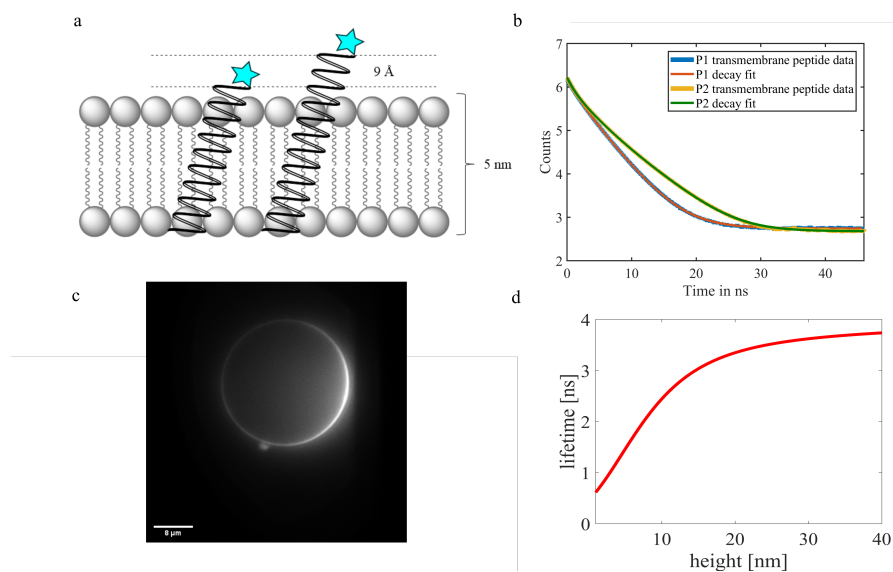 a
9 Å
5 nm
b
7
6
5
4
3
2
Counts
P1 transmembrane peptide data
P1 decay fit
P2 transmembrane peptide data
P2 decay fit
0
10
20
30
40
Time in ns
c
8 µm
d
4
3
2
1
0
lifetime [ns]
10
20
30
40
height [nm]